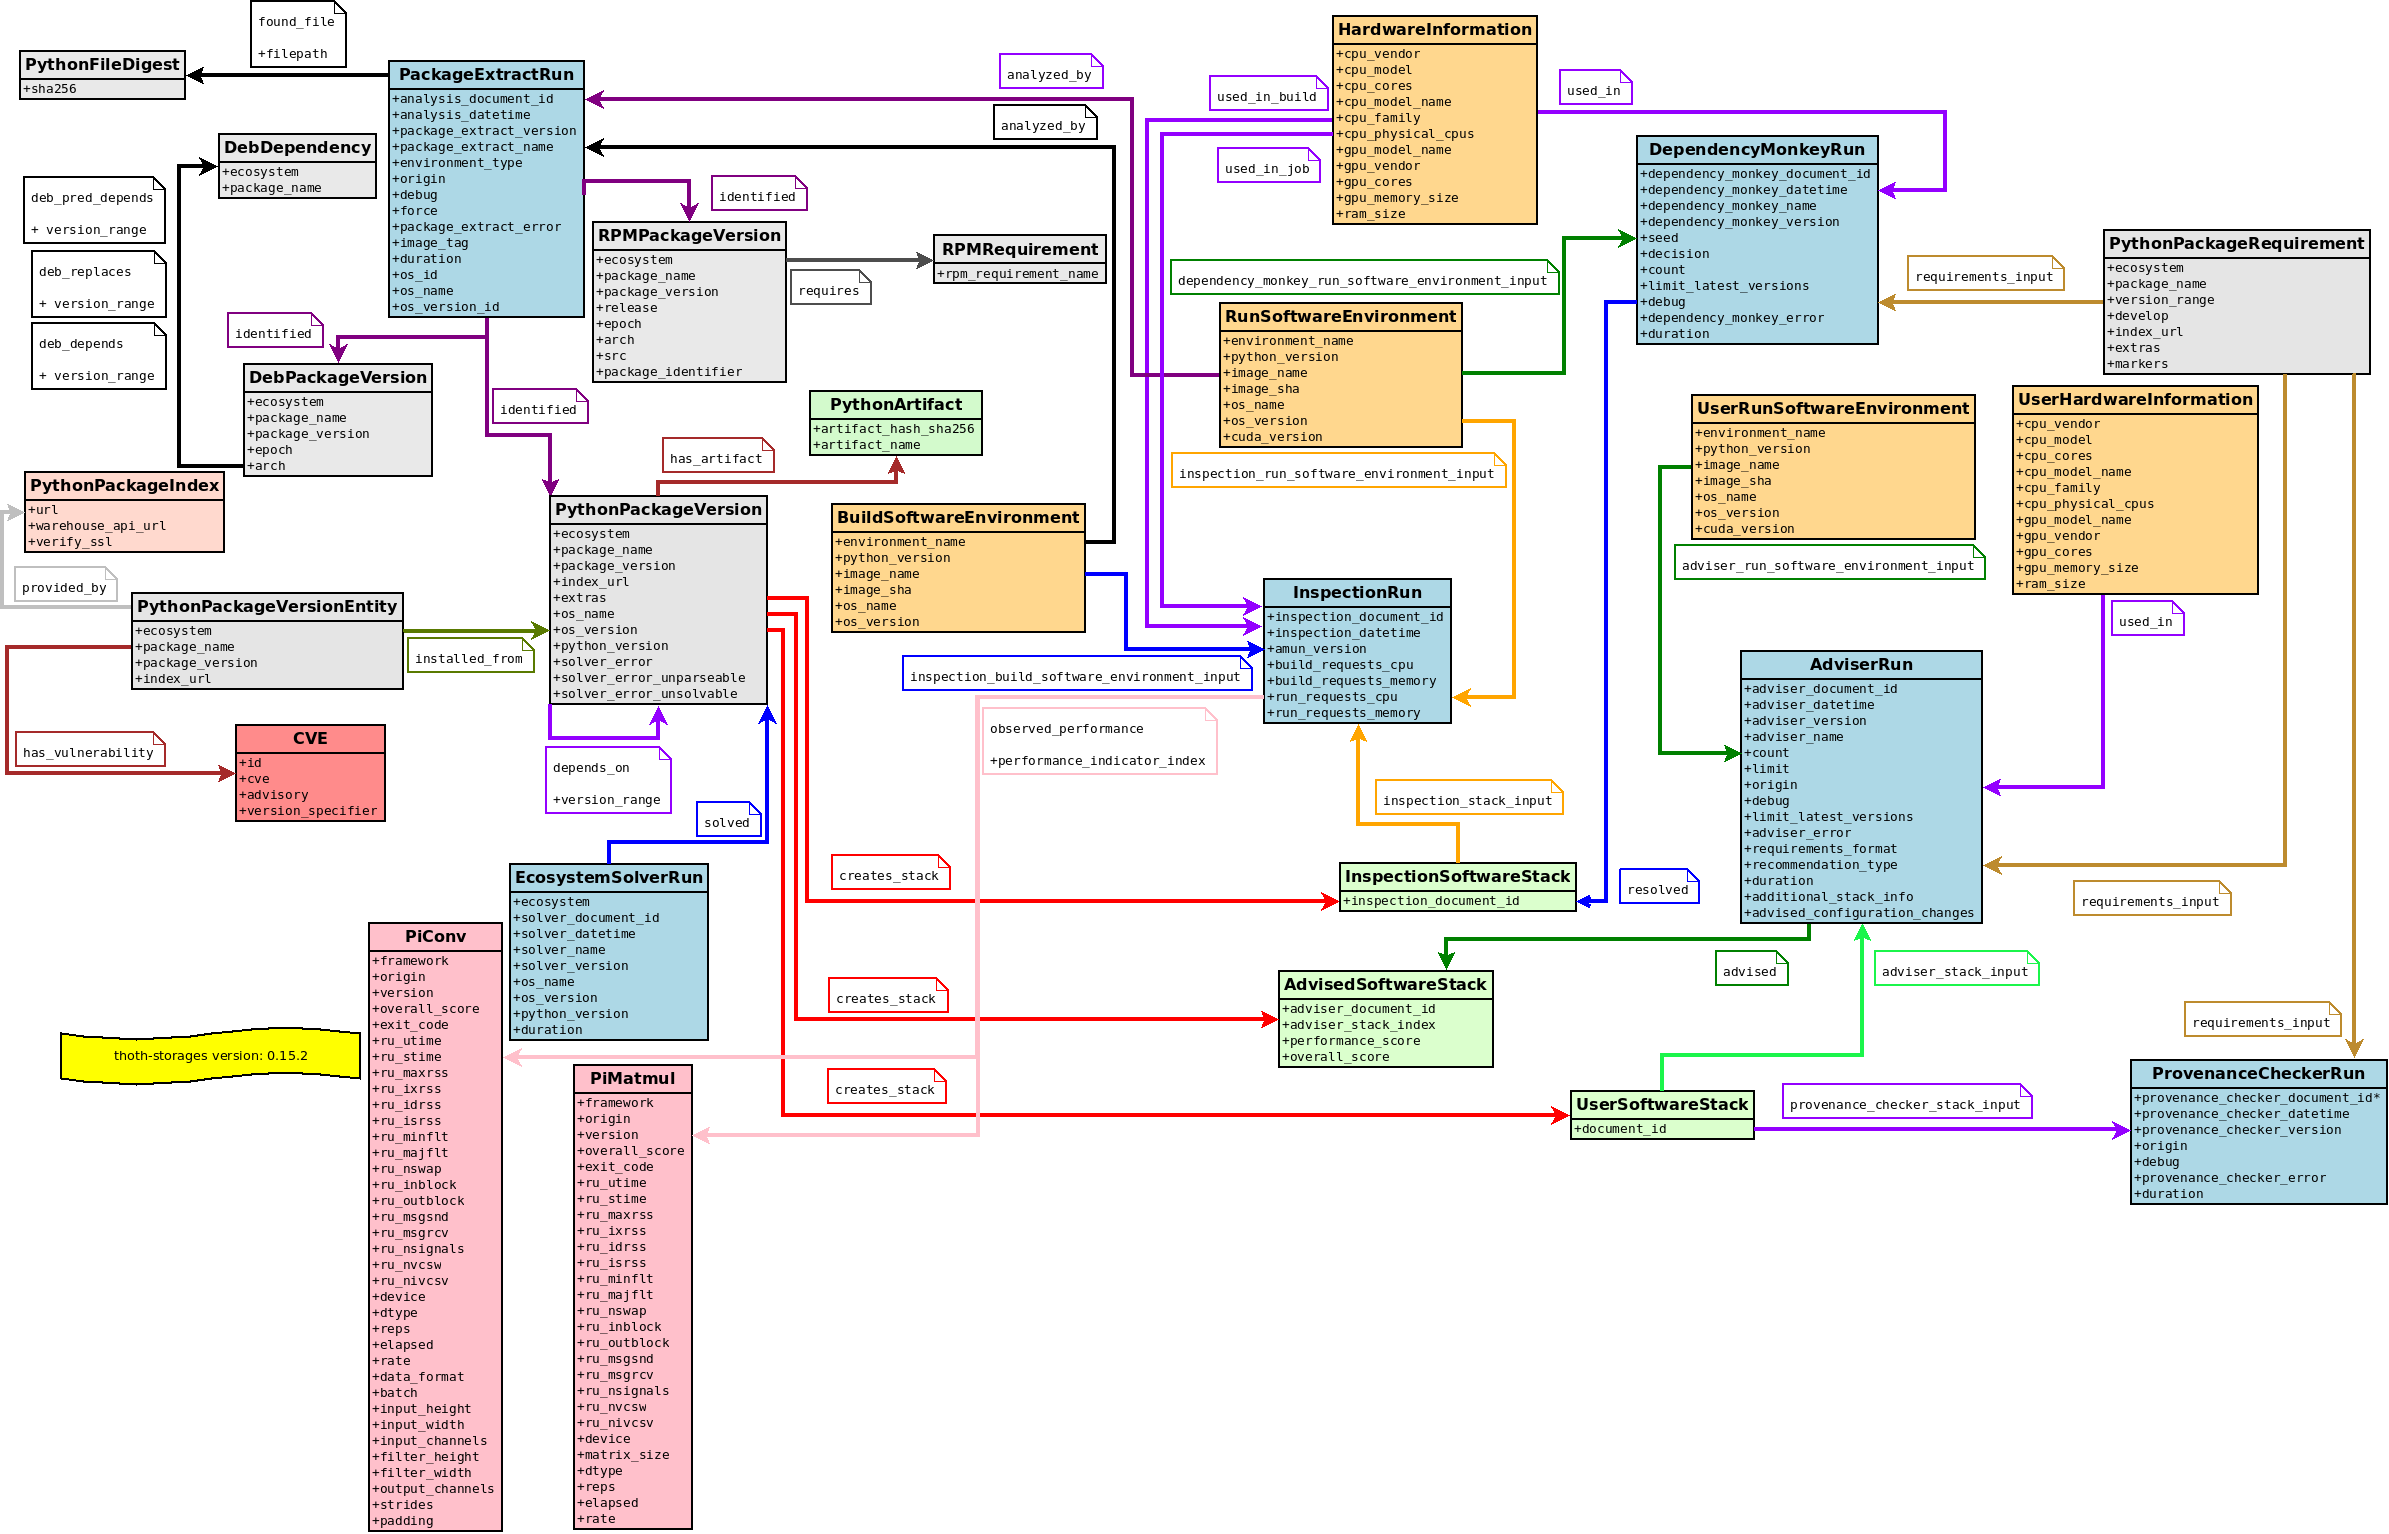 found_file
+filepath
PythonFileDigest
+sha256
PackageExtractRun
+analysis_document_id
+analysis_datetime
+package_extract_version
+package_extract_name
+environment_type
+origin
+debug
+force
+package_extract_error
+image_tag
+duration
+os_id
+os_name
+os_version_id
DebDependency
+ecosystem
+package_name
deb_pred_depends
+ version_range
deb_replaces
+ version_range
deb_depends
+ version_range
identified
RPMPackageVersion
+ecosystem
+package_name
+package_version
+release
+epoch
+arch
+src
+package_identifier
requires
RPMRequirement
+rpm_requirement_name
analyzed_by
analyzed_by
identified
DebPackageVersion
+ecosystem
+package_name
+package_version
+epoch
+arch
identified
PythonArtifact
+artifact_hash_sha256
+artifact_name
has_artifact
PythonPackageIndex
+url
+warehouse_api_url
+verify_ssl
provided_by
PythonPackageVersionEntity
+ecosystem
+package_name
+package_version
+index_url
installed_from
has_vulnerability
CVE
+id
+cve
+advisory
+version_specifier
PythonPackageVersion
+ecosystem
+package_name
+package_version
+index_url
+extras
+os_name
+os_version
+python_version
+solver_error
+solver_error_unparseable
+solver_error_unsolvable
depends_on
+version_range
solved
BuildSoftwareEnvironment
+environment_name
+python_version
+image_name
+image_sha
+os_name
+os_version
inspection_build_software_environment_input
HardwareInformation
+cpu_vendor
+cpu_model
+cpu_cores
+cpu_model_name
+cpu_family
+cpu_physical_cpus
+gpu_model_name
+gpu_vendor
+gpu_cores
+gpu_memory_size
+ram_size
used_in_build
used_in_job
used_in
DependencyMonkeyRun
+dependency_monkey_document_id
+dependency_monkey_datetime
+dependency_monkey_name
+dependency_monkey_version
+seed
+decision
+count
+limit_latest_versions
+debug
+dependency_monkey_error
+duration
dependency_monkey_run_software_environment_input
RunSoftwareEnvironment
+environment_name
+python_version
+image_name
+image_sha
+os_name
+os_version
+cuda_version
inspection_run_software_environment_input
requirements_input
PythonPackageRequirement
+ecosystem
+package_name
+version_range
+develop
+index_url
+extras
+markers
UserRunSoftwareEnvironment
+environment_name
+python_version
+image_name
+image_sha
+os_name
+os_version
+cuda_version
adviser_run_software_environment_input
UserHardwareInformation
+cpu_vendor
+cpu_model
+cpu_cores
+cpu_model_name
+cpu_family
+cpu_physical_cpus
+gpu_model_name
+gpu_vendor
+gpu_cores
+gpu_memory_size
+ram_size
used_in
InspectionRun
+inspection_document_id
+inspection_datetime
+amun_version
+build_requests_cpu
+build_requests_memory
+run_requests_cpu
+run_requests_memory
observed_performance
+performance_indicator_index
inspection_stack_input
AdviserRun
+adviser_document_id
+adviser_datetime
+adviser_version
+adviser_name
+count
+limit
+origin
+debug
+limit_latest_versions
+adviser_error
+requirements_format
+recommendation_type
+duration
+additional_stack_info
+advised_configuration_changes
creates_stack
InspectionSoftwareStack
+inspection_document_id
resolved
requirements_input
EcosystemSolverRun
+ecosystem
+solver_document_id
+solver_datetime
+solver_name
+solver_version
+os_name
+os_version
+python_version
+duration
creates_stack
AdvisedSoftwareStack
+adviser_document_id
+adviser_stack_index
+performance_score
+overall_score
advised
adviser_stack_input
requirements_input
thoth-storages version: 0.15.2
creates_stack
UserSoftwareStack
+document_id
provenance_checker_stack_input
ProvenanceCheckerRun
+provenance_checker_document_id*
+provenance_checker_datetime
+provenance_checker_version
+origin
+debug
+provenance_checker_error
+duration
PiConv
+framework
+origin
+version
+overall_score
+exit_code
+ru_utime
+ru_stime
+ru_maxrss
+ru_ixrss
+ru_idrss
+ru_isrss
+ru_minflt
+ru_majflt
+ru_nswap
+ru_inblock
+ru_outblock
+ru_msgsnd
+ru_msgrcv
+ru_nsignals
+ru_nvcsw
+ru_nivcsv
+device
+dtype
+reps
+elapsed
+rate
+data_format
+batch
+input_height
+input_width
+input_channels
+filter_height
+filter_width
+output_channels
+strides
+padding
PiMatmul
+framework
+origin
+version
+overall_score
+exit_code
+ru_utime
+ru_stime
+ru_maxrss
+ru_ixrss
+ru_idrss
+ru_isrss
+ru_minflt
+ru_majflt
+ru_nswap
+ru_inblock
+ru_outblock
+ru_msgsnd
+ru_msgrcv
+ru_nsignals
+ru_nvcsw
+ru_nivcsv
+device
+matrix_size
+dtype
+reps
+elapsed
+rate